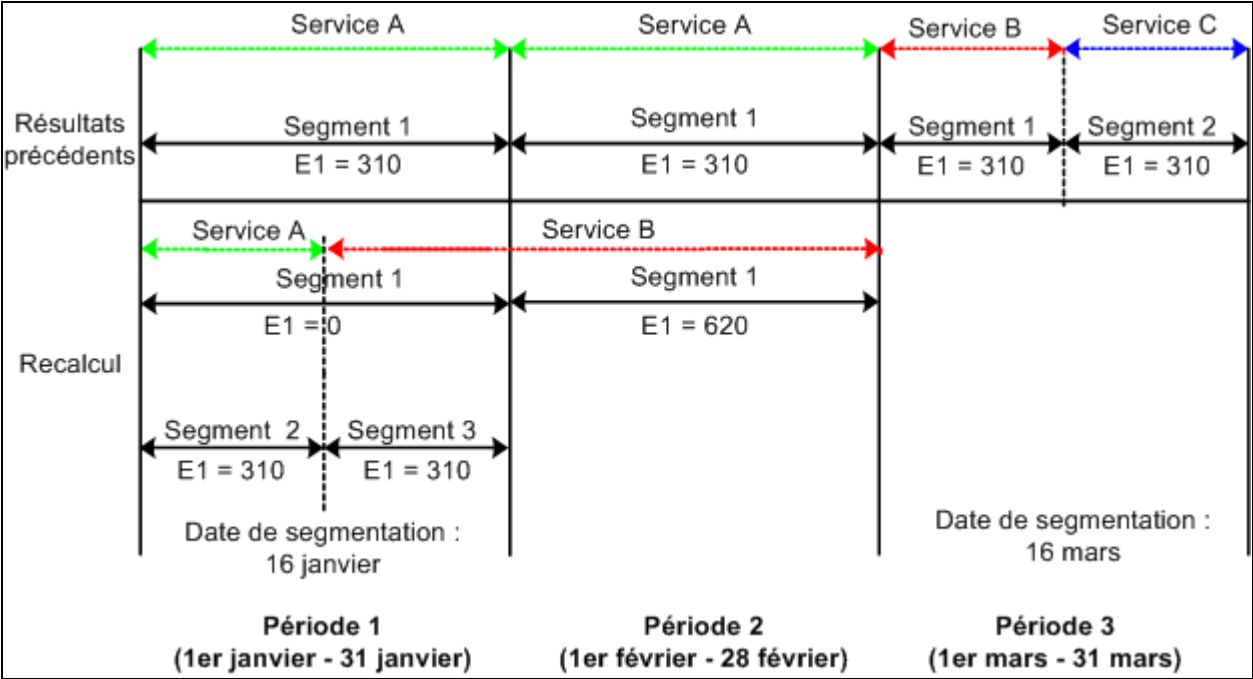 Service A
Service A
Service B
Service C
Résultats
précédents
Segment 1
E1 = 310
Segment 1
E1 = 310
Segment 1
E1 = 310
Segment 2
E1 = 310
Recalcul
Service A
Service B
Segment 1
E1 = 0
Segment 1
E1 = 620
Segment 2
E1 = 310
Segment 3
E1 = 310
Date de segmentation :
16 janvier
Date de segmentation :
16 mars
Période 1
(1er janvier - 31 janvier)
Période 2
(1er février - 28 février)
Période 3
(1er mars - 31 mars)